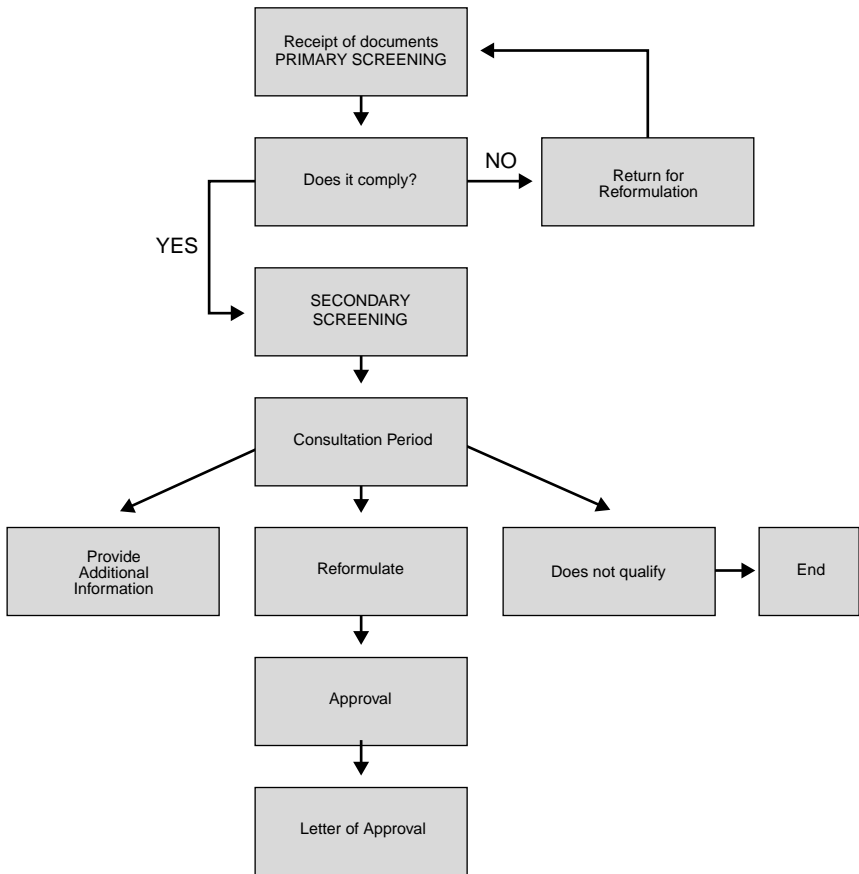 Receipt of documents
PRIMARY SCREENING
Does it comply?
NO
Return for
Reformulation
YES
SECONDARY
SCREENING
Consultation Period
Provide
Additional
Information
Reformulate
Does not qualify
End
Approval
Letter of Approval